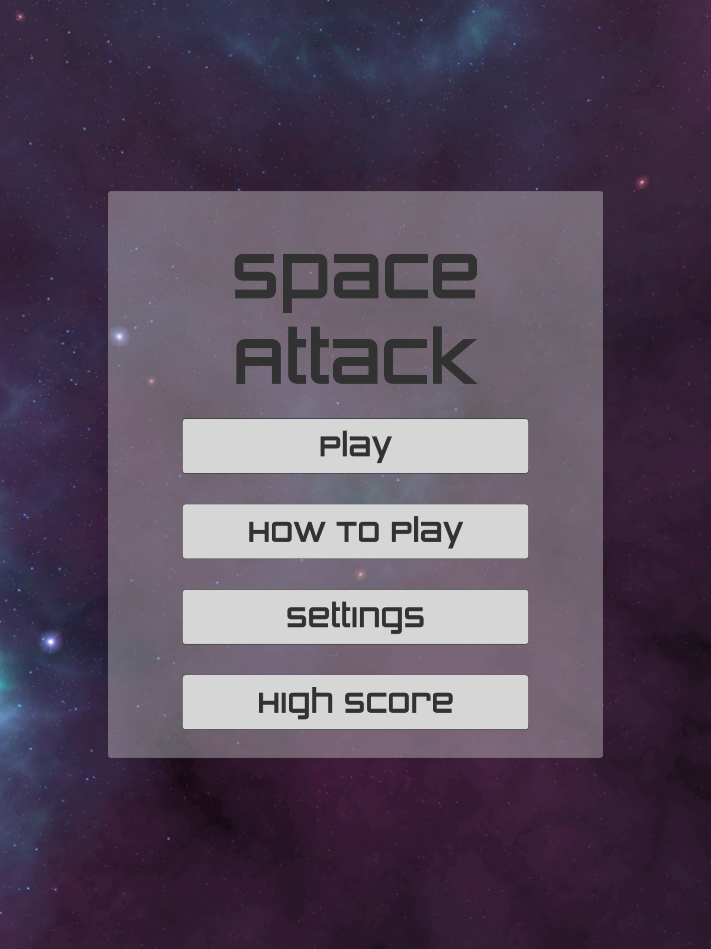 Space
Attack
Play
How To Play
Settings
High Score